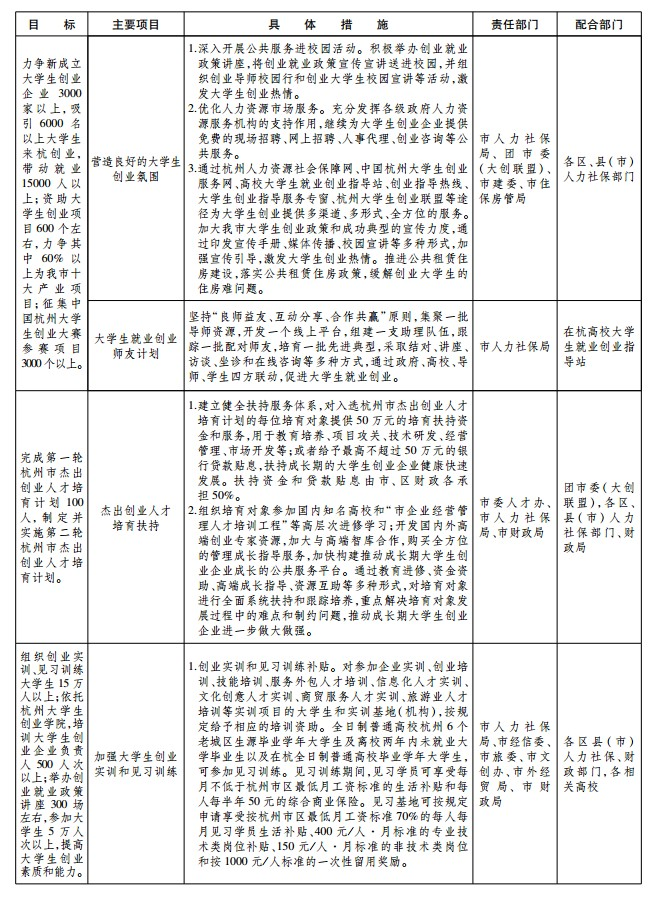 目 标
主要项目
具 体 措 施
责任部门
配合部门
力争新成立
大学生创业
企业 3000
家以上,吸
引 6000 名
以上大学生
来杭创业,
带动就业
15000 人以
上;资助大
学生创业项
目 600 个左
右,力争其
中 60% 以
上为我市十
大产业项
目;征集中
国杭州大学
生创业大赛
参赛项目
3000 个以上。
营造良好的大学生
创业氛围
1.深入开展公共服务进校园活动。积极举办创业就业
政策讲座,将创业就业政策宣传宣讲送进校园,并组
织创业导师校园行和创业大学生校园宣讲等活动,激
发大学生创业热情。
2.优化人力资源市场服务。充分发挥各级政府人力资
源服务机构的支持作用,继续为大学生创业企业提供
免费的现场招聘、网上招聘、人事代理、创业咨询等公
共服务。
3.通过杭州人力资源社会保障网、中国杭州大学生创业
服务网、高校大学生就业创业指导站、创业指导热线、
大学生创业指导服务专窗、杭州大学生创业联盟等途
径为大学生创业提供多渠道、多形式、全方位的服务。
加大我市大学生创业政策和成功典型的宣传力度,通
过印发宣传手册、媒体传播、校园宣讲等多种形式,加
强宣传引导,激发大学生创业热情。推进公共租赁住
房建设,落实公共租赁住房政策,缓解创业大学生的
住房难问题。
市人力社保
局、团 市 委
(大创联盟)、
市建委、市住
保房管局
各区、县(市)
人力社保部门
大学生就业创业
师友计划
坚持“良师益友、互动分享、合作共赢”原则,集聚一批
导师资源,开发一个线上平台,组建一支助理队伍,跟
踪一批配对师友,培育一批先进典型,采取结对、讲座、
访谈、坐诊和在线咨询等多种方式,通过政府、高校、导
师、学生四方联动,促进大学生就业创业。
市人力社保局
在杭高校大学
生就业创业指
导站
完成第一轮
杭州市杰出
创业人才培
育计划 100
人,制定并
实施第二轮
杭州市杰出
创业人才培
育计划。
杰出创业人才
培育扶持
1.建立健全扶持服务体系,对入选杭州市杰出创业人才
培育计划的每位培育对象提供 50 万元的培育扶持资
金和服务,用于教育培养、项目攻关、技术研发、经营
管理、市场开发等;或者给予最高不超过 50 万元的银
行贷款贴息,扶持成长期的大学生创业企业健康快速
发展。扶持资金和贷款贴息由市、区财政各承
担 50%。
2.组织培育对象参加国内知名高校和“市企业经营管
理人才培训工程”等高层次进修学习;开发国内外高
端创业专家资源,加大与高端智库合作,购买全方位
的管理成长指导服务,加快构建推动成长期大学生创
业企业成长的公共服务平台。通过教育进修、资金资
助、高端成长指导、资源互助等多种形式,对培育对象
进行全面系统扶持和跟踪培养,重点解决培育对象发
展过程中的难点和制约问题,推动成长期大学生创业
企业进一步做大做强。
市委人才办、
市人力社保
局、市财政局
团市委(大创
联盟),各区、
县(市)人力
社保部门、财
政局
组织创业实
训、见习训练
大学生 15 万
人以上;依托
杭州大学生
创业学院,培
训大学生创
业企业负责
人 500 人次
以上;举办创
业就业政策
讲座 300 场
左右,参加大
学生 5 万人
次以上,提高
大学生创业
素质和能力。
加强大学生创业
实训和见习训练
1.创业实训和见习训练补贴。对参加企业实训、创业培
训、技能培训、服务外包人才培训、信息化人才实训、
文化创意人才实训、商贸服务人才实训、旅游业人才
培训等实训项目的大学生和实训基地(机构),按规
定给予相应的培训资助。全日制普通高校杭州 6 个
老城区生源毕业学年大学生及离校两年内未就业大
学毕业生以及在杭全日制普通高校毕业学年大学生,
可参加见习训练。见习训练期间,见习学员可享受每
月不低于杭州市区最低月工资标准的生活补贴和每
人每半年 50 元的综合商业保险。见习基地可按规定
申请享受按杭州市区最低月工资标准 70%的每人每
月见习学员生活补贴、400 元/人·月标准的专业技
术类岗位补贴、150 元/人·月标准的非技术类岗位
和按 1000 元/人标准的一次性留用奖励。
市人力社保
局、市经信委、
市旅委、市文
创办、市外经
贸局、市财
政局
各区县(市)
人力社保、财
政部门,各相
关高校